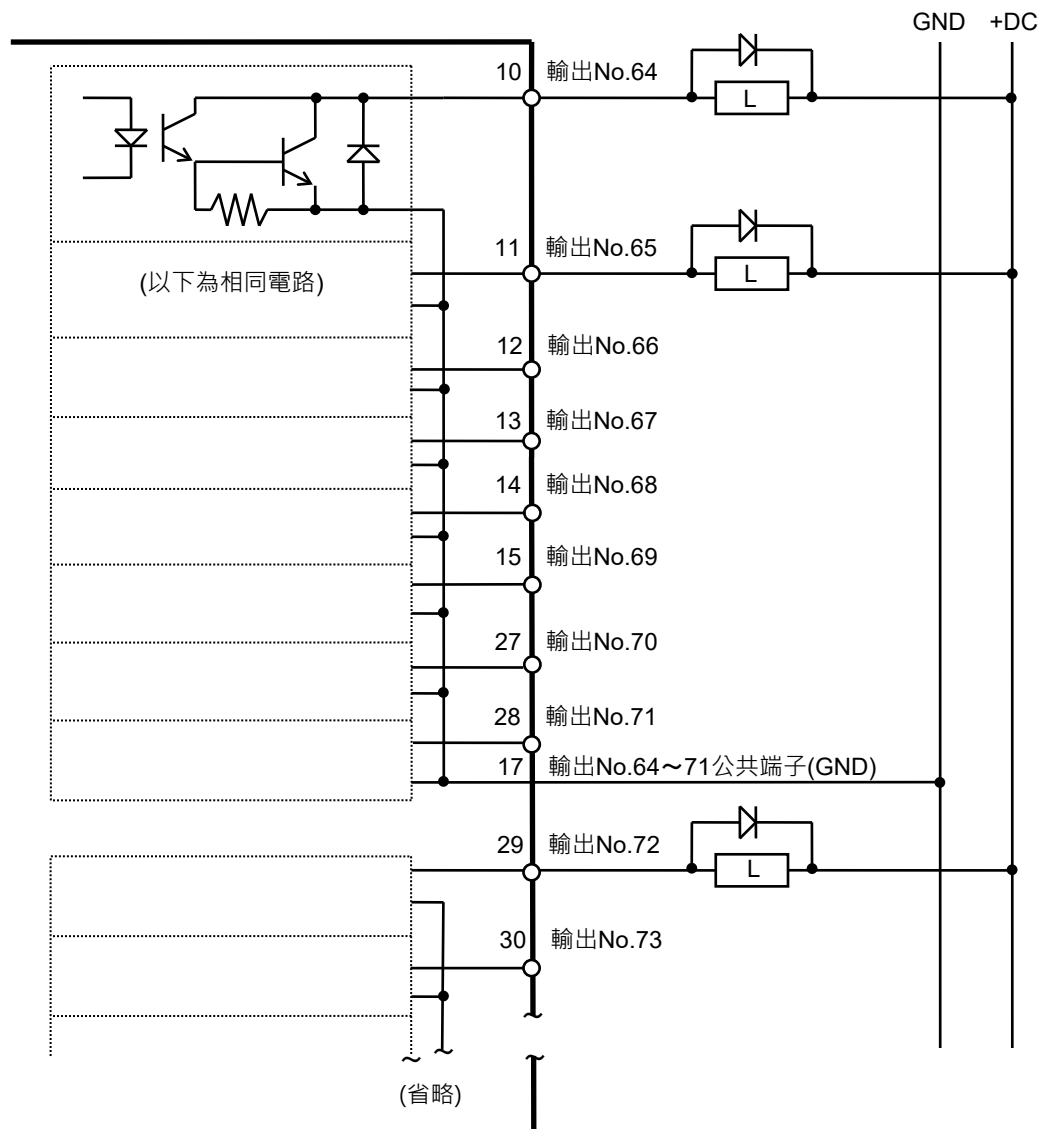 GND +DC
10 輸出No.64
L
11 輸出No.65
L
(以下為相同電路)
12 輸出No.66
13 輸出No.67
14 輸出No.68
15 輸出No.69
27 輸出No.70
28 輸出No.71
17 輸出No.64～71公共端子(GND)
29 輸出No.72
L
30 輸出No.73
(省略)